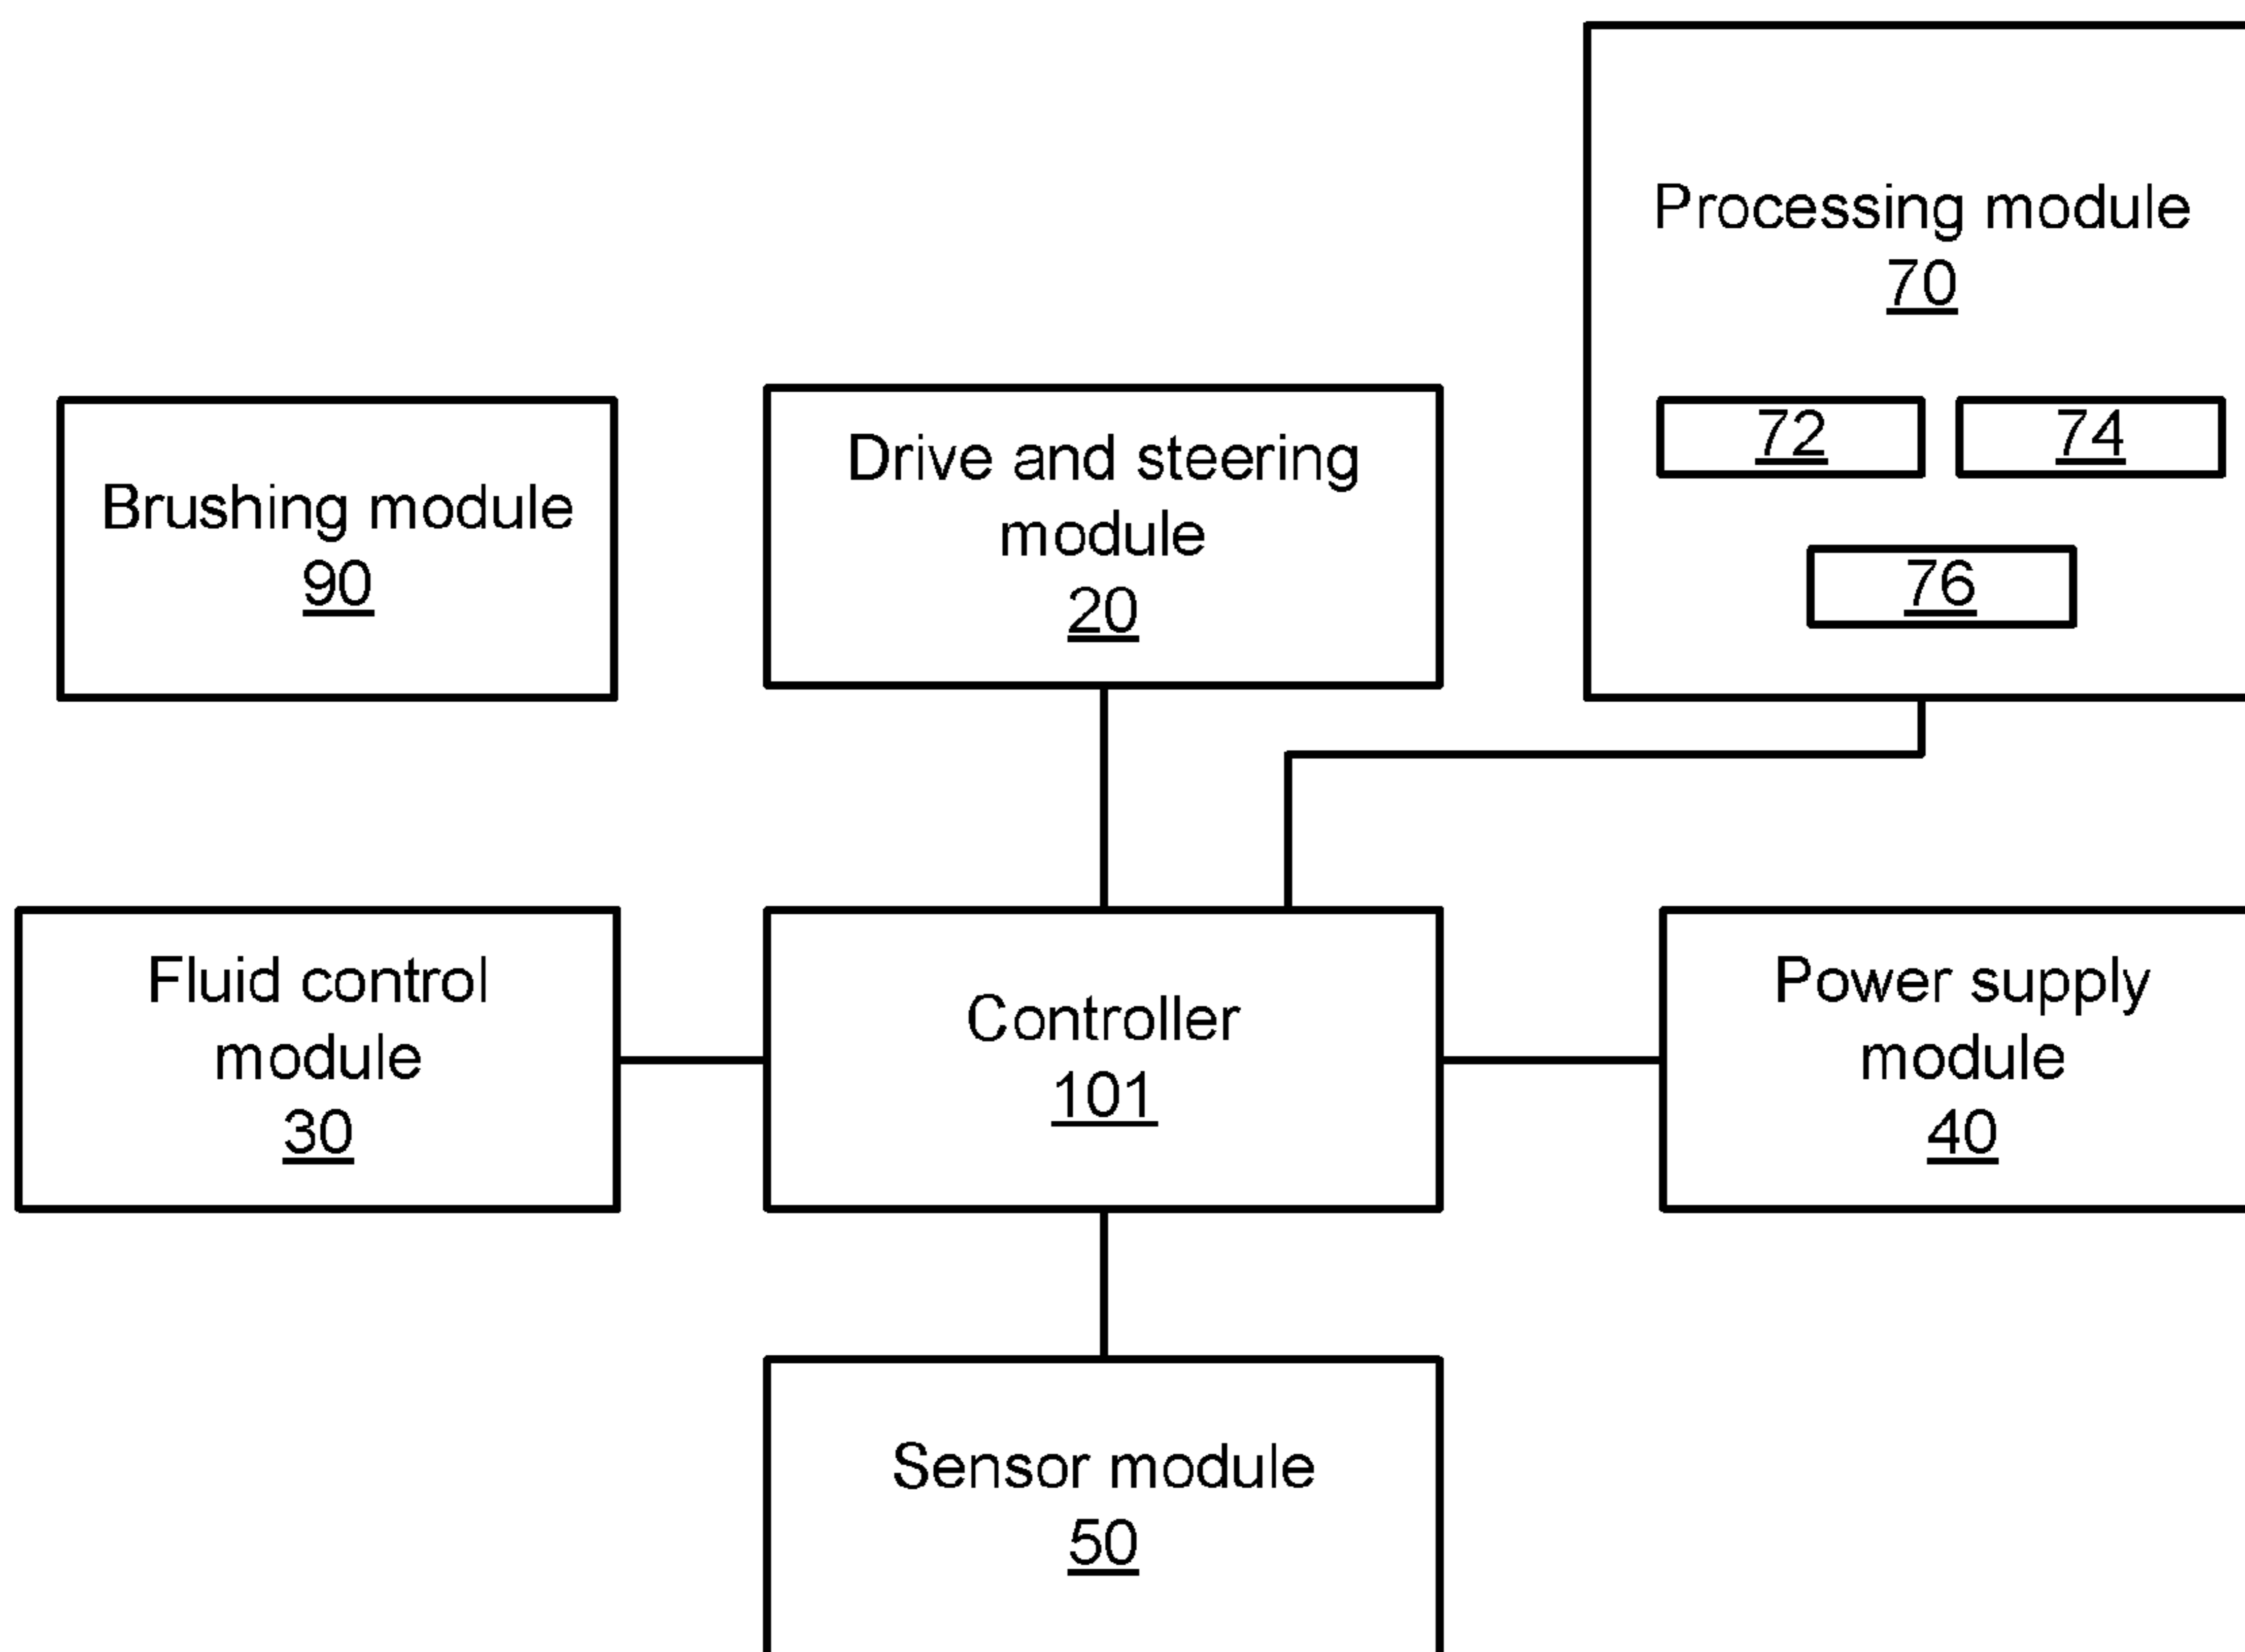 Processing module
70
72
74
76
Brushing module
90
Drive and steering
module
20
Fluid control
module
30
Controller
101
Power supply
module
40
Sensor module
50